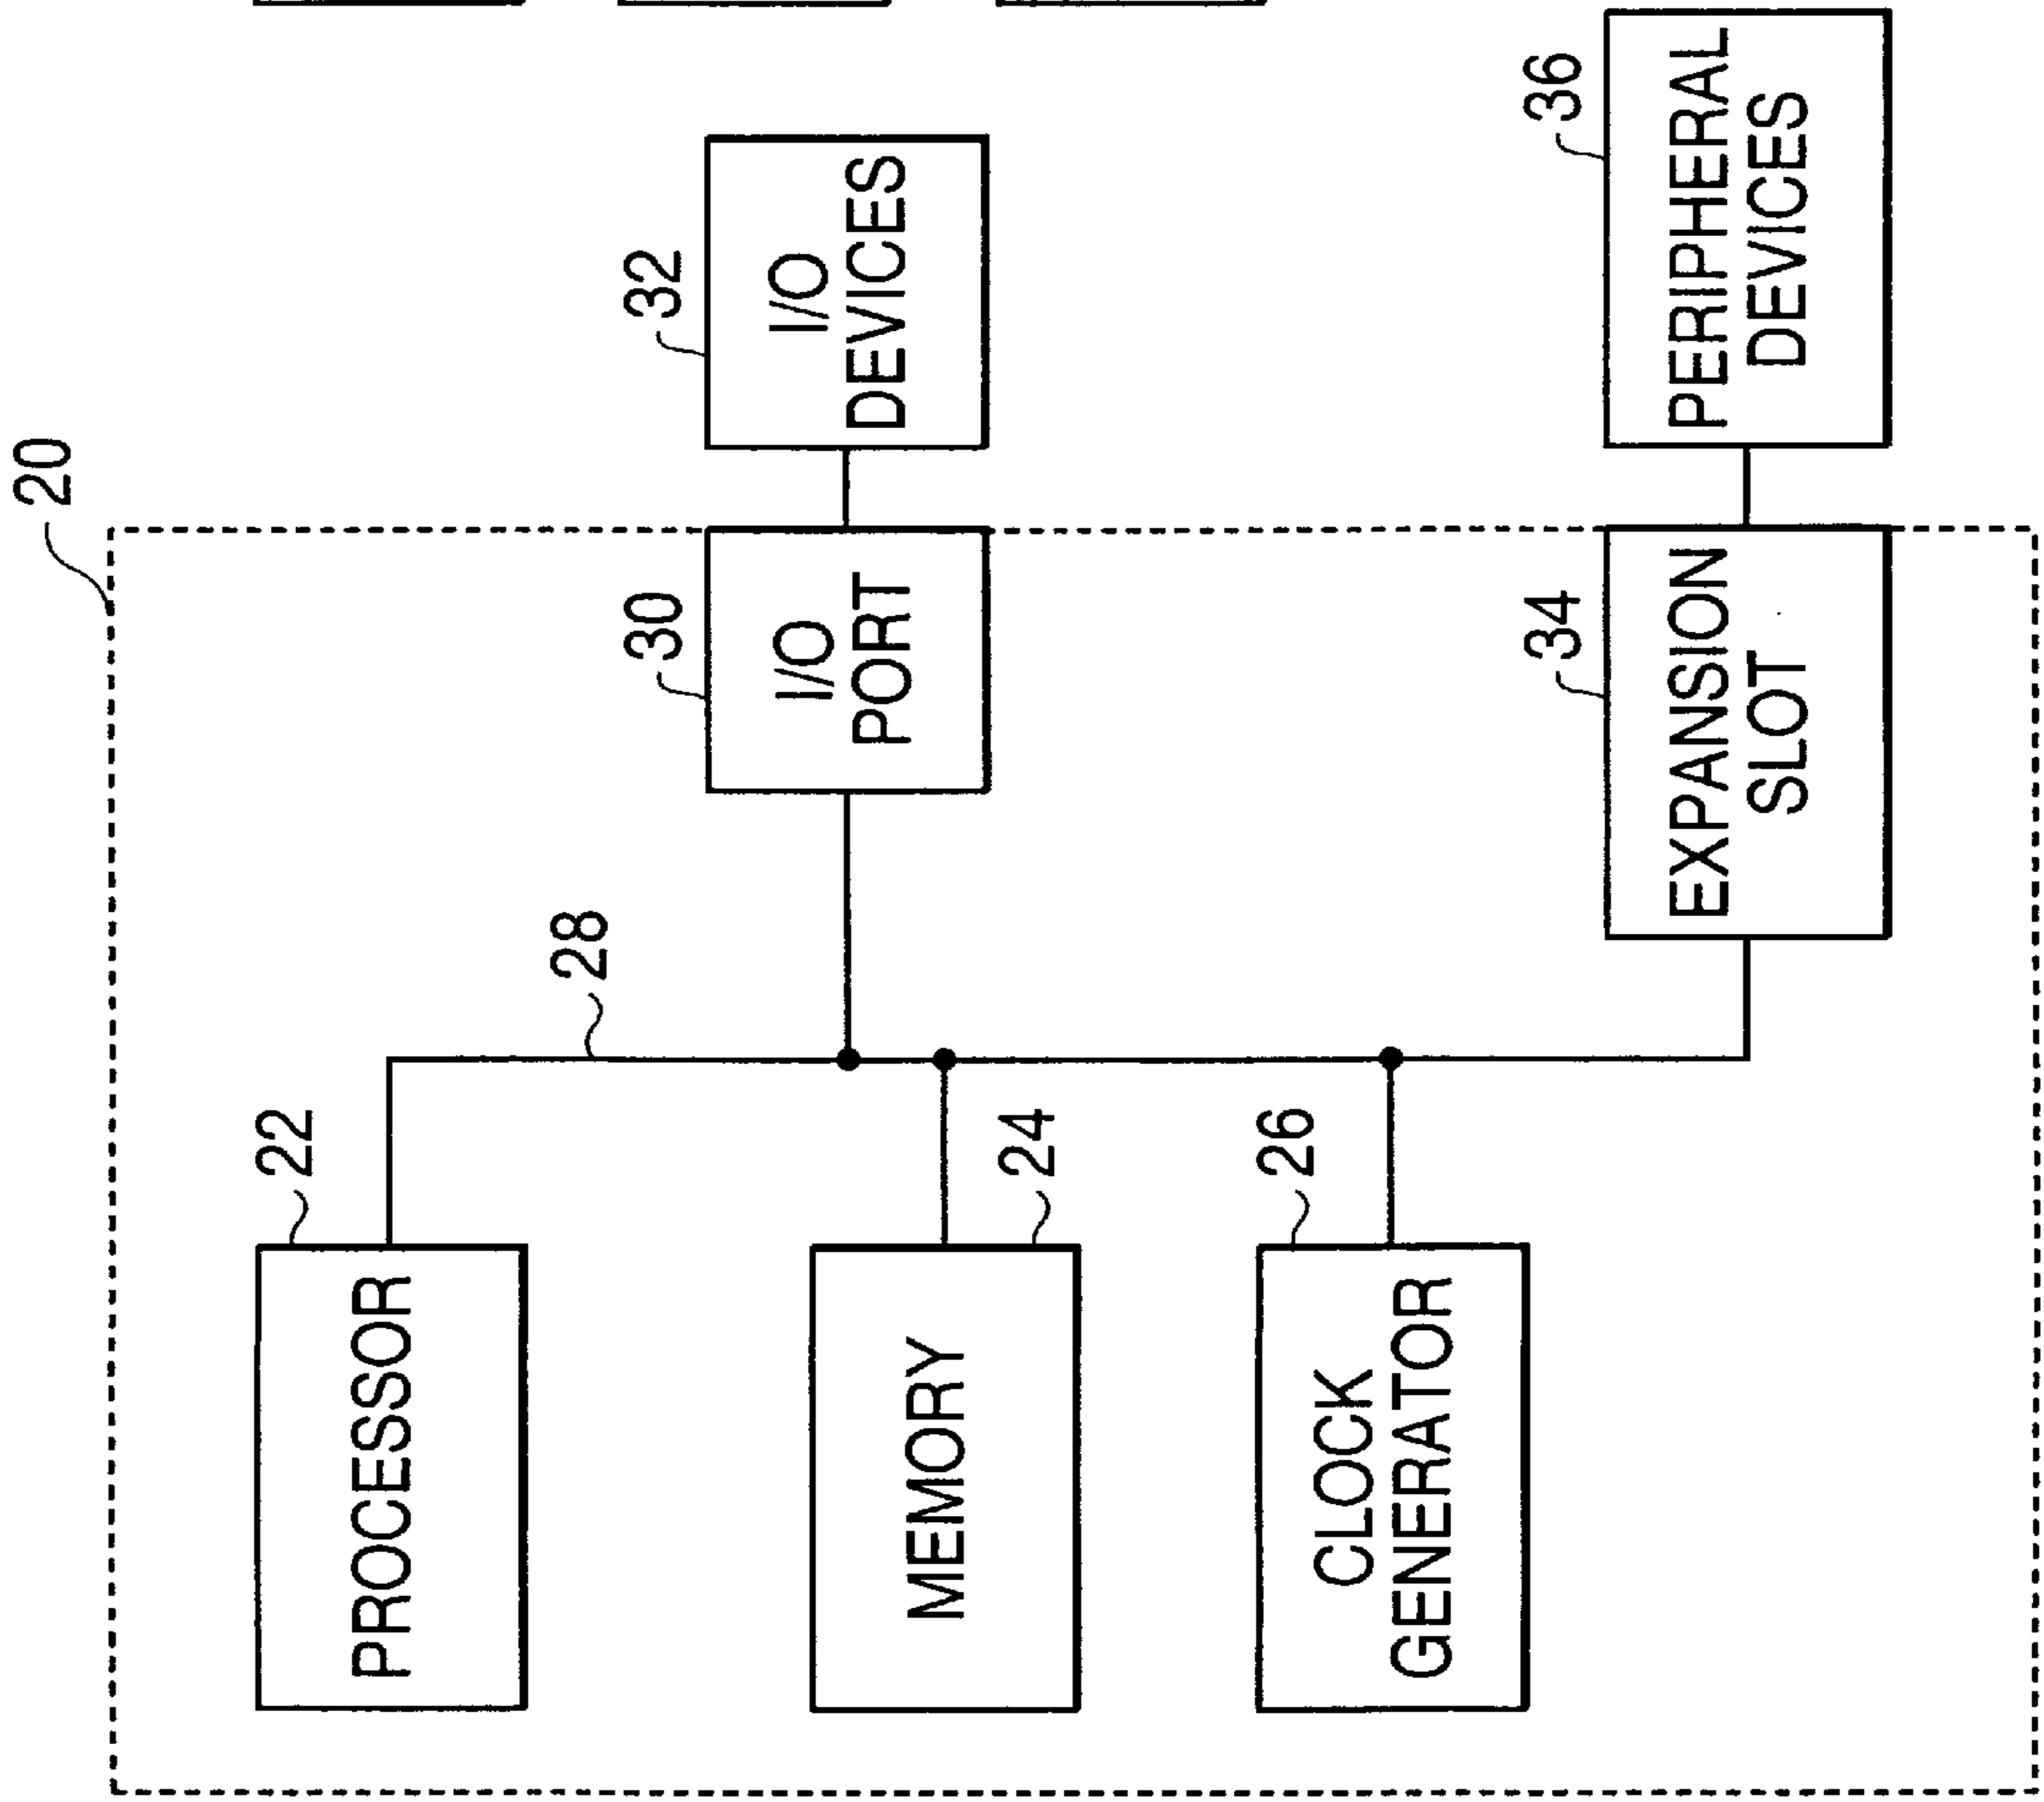 20
22
PROCESSOR
28
30
I/O
PORT
32
I/O
DEVICES
24
MEMORY
26
CLOCK
GENERATOR
34
EXPANSION
SLOT
36
PERIPHERAL
DEVICES